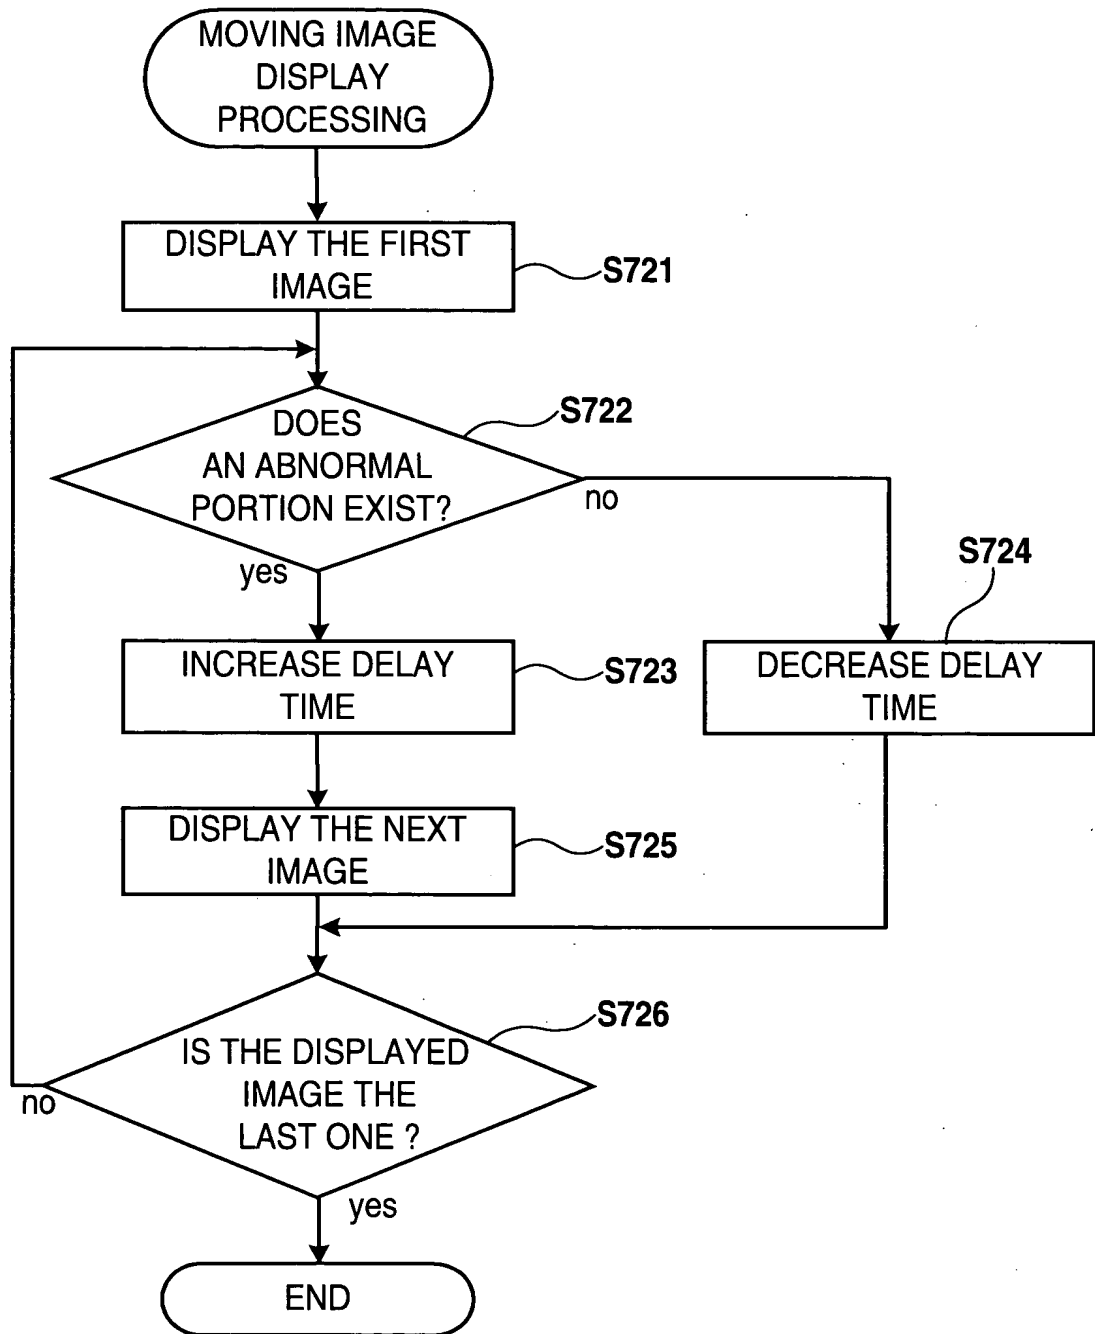 MOVING IMAGE
DISPLAY
PROCESSING
DISPLAY THE FIRST
IMAGE
S721
DOES
AN ABNORMAL
PORTION EXIST?
S722
no
yes
S724
INCREASE DELAY
TIME
S723
DECREASE DELAY
TIME
DISPLAY THE NEXT
IMAGE
S725
S726
IS THE DISPLAYED
IMAGE THE
LAST ONE ?
no
yes
END